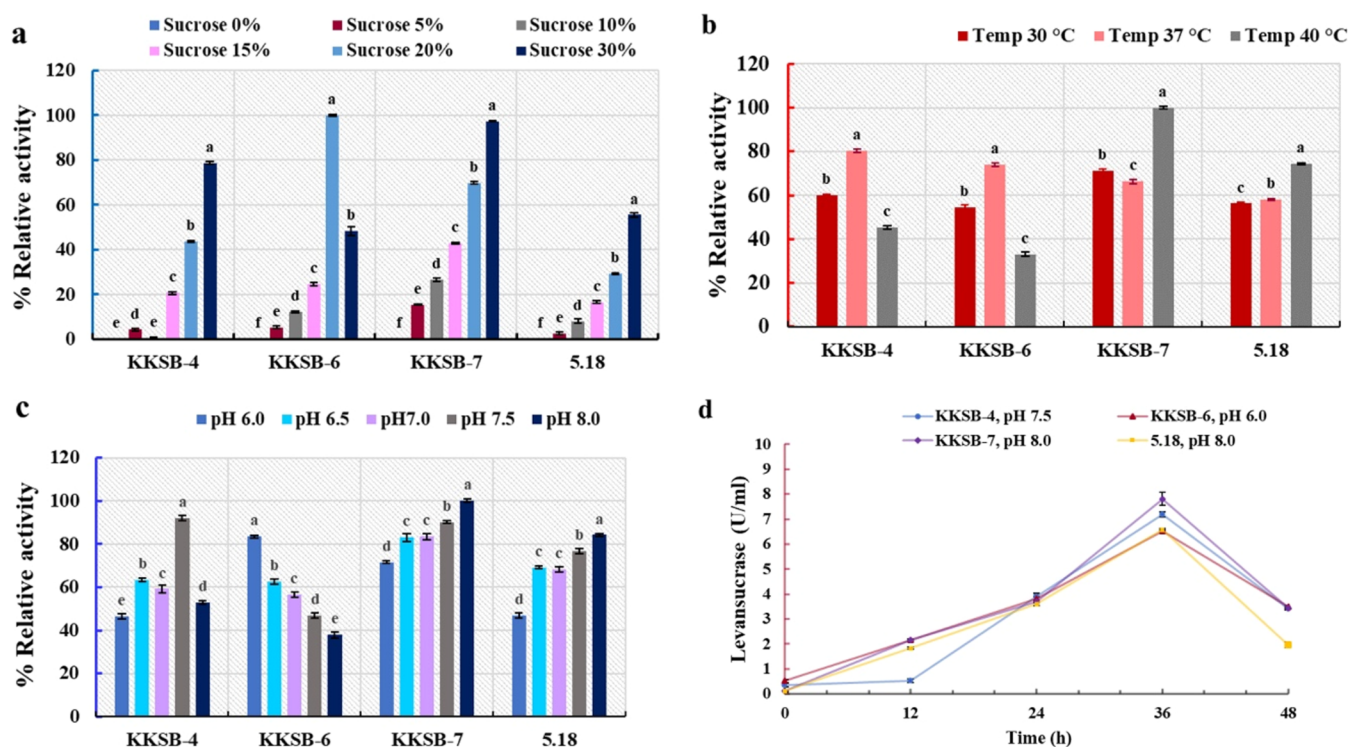 a
Sucrose 0% Sucrose 5% Sucrose 10%
Sucrose 15% Sucrose 20% Sucrose 30%
% Relative activity
120
100
80
60
40
20
0
e d e c b a
f e d c a b
f e d c b a
f e d c b a
KKSB-4 KKSB-6 KKSB-7 5.18
b
Temp 30 °C Temp 37 °C Temp 40 °C
% Relative activity
120
100
80
60
40
20
0
b a c
b a c
b c a
c b a
KKSB-4 KKSB-6 KKSB-7 5.18
c
pH 6.0 pH 6.5 pH7.0 pH 7.5 pH 8.0
% Relative activity
120
100
80
60
40
20
0
e b c a d
a b c d e
d c c b a
d c c b a
KKSB-4 KKSB-6 KKSB-7 5.18
d
KKSB-4, pH 7.5 KKSB-6, pH 6.0
KKSB-7, pH 8.0 5.18, pH 8.0
Levansucrase (U/ml)
10
9
8
7
6
5
4
3
2
1
0
0 12 24 36 48
Time (h)